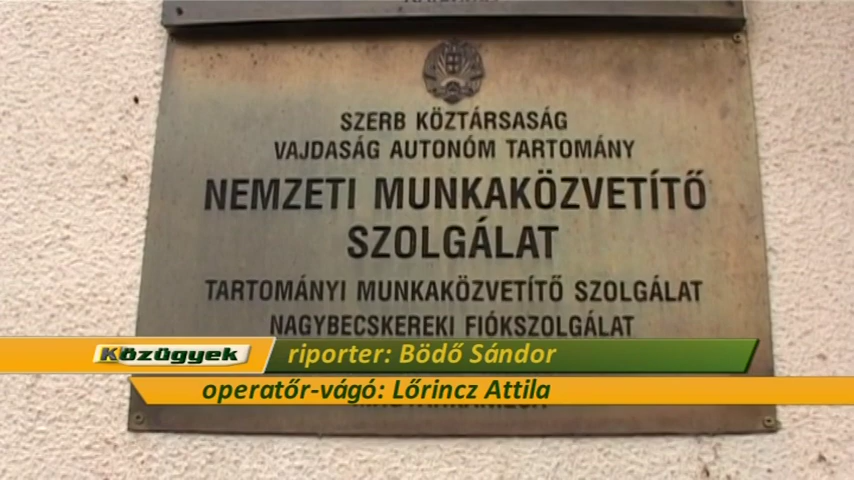 SZERB KÖZTÁRSASÁG
VAJDASÁG AUTONÓM TARTOMÁNY
NEMZETI MUNKAKÖZVETÍTŐ
SZOLGÁLAT
TARTOMÁNYI MUNKAKÖZVETÍTŐ SZOLGÁLAT
NAGYBECSKEREKI FIÓKSZOLGÁLAT
Közügyek riporter: Bödő Sándor
operatőr-vágó: Lőrincz Attila